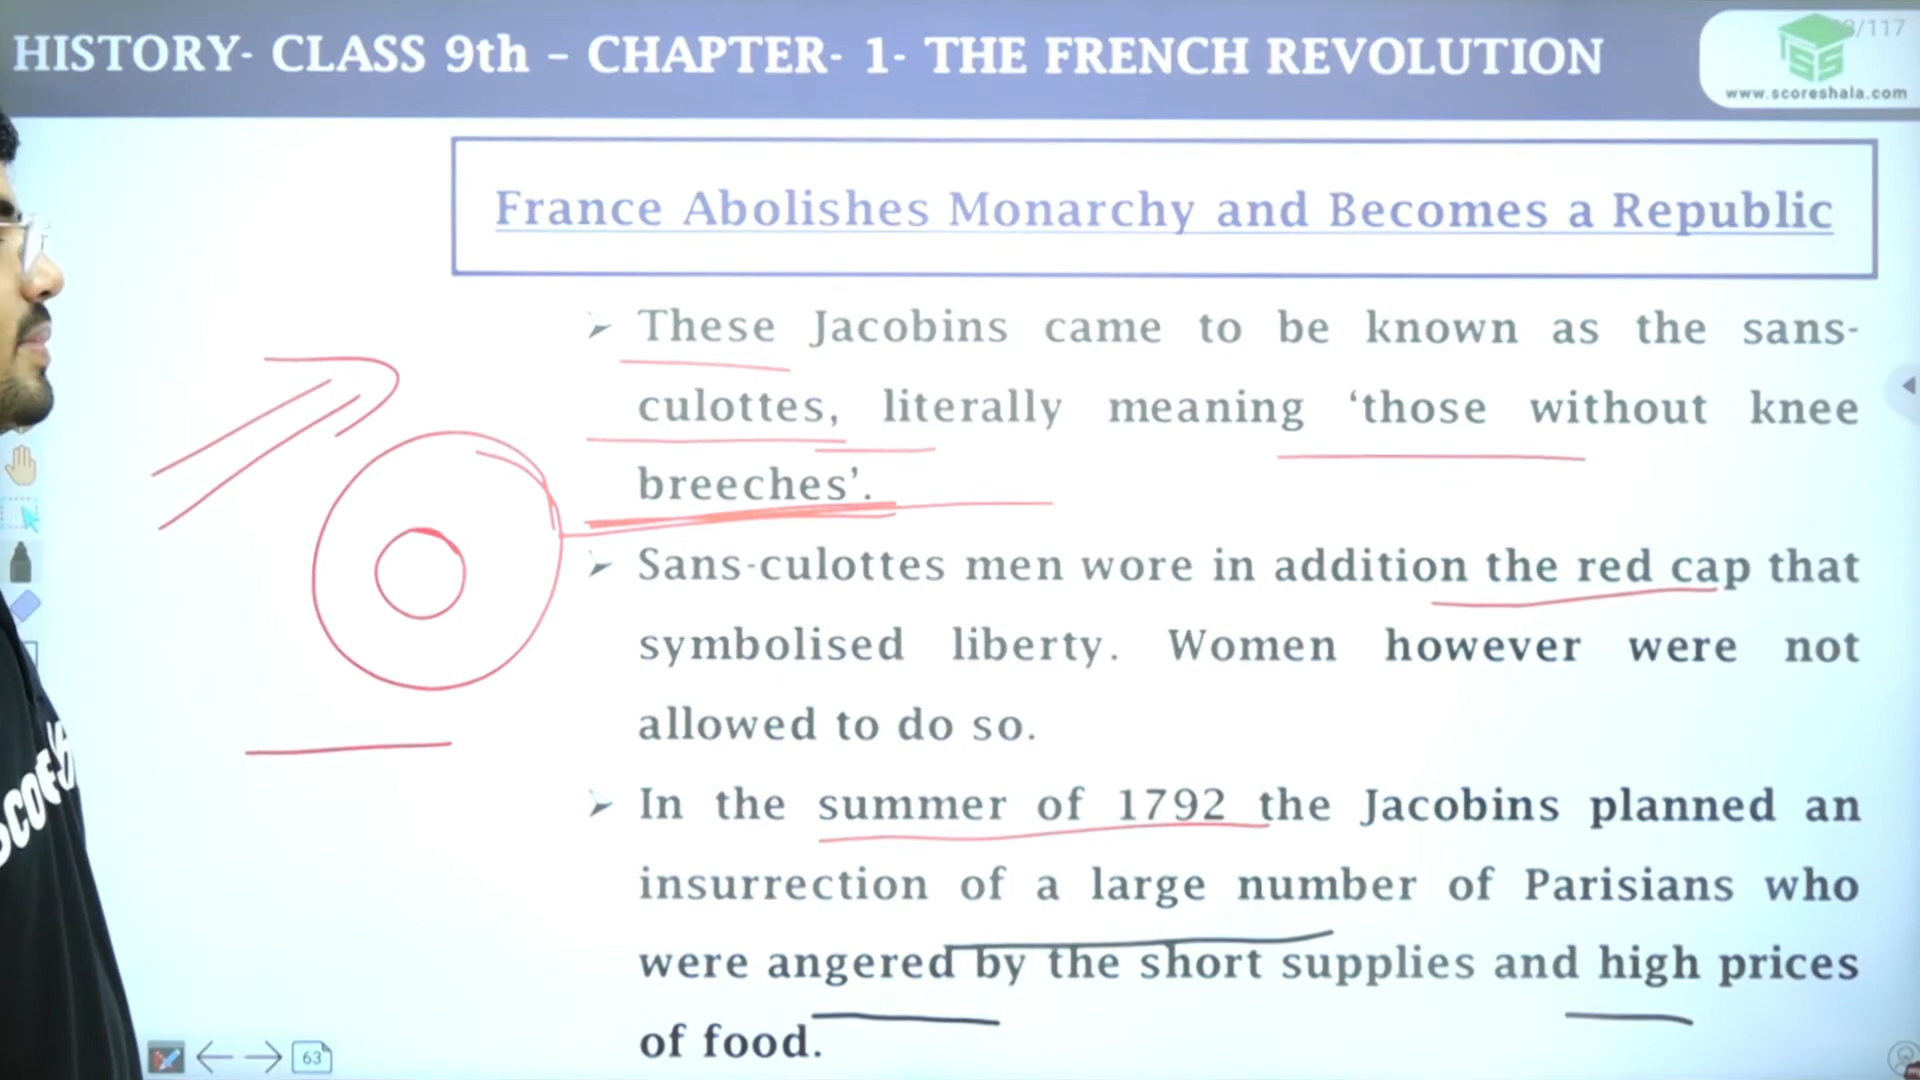 HISTORY- CLASS 9th – CHAPTER- 1- THE FRENCH REVOLUTION
/117
www.scoreshala.com
France Abolishes Monarchy and Becomes a Republic
➢ These Jacobins came to be known as the sans-
culottes, literally meaning ‘those without knee
breeches’.
➢ Sans-culottes men wore in addition the red cap that
symbolised liberty. Women however were not
allowed to do so.
➢ In the summer of 1792 the Jacobins planned an
insurrection of a large number of Parisians who
were angered by the short supplies and high prices
of food.
63